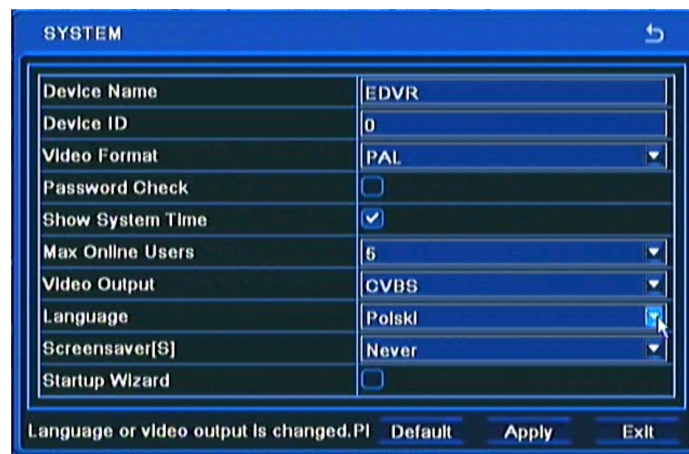 SYSTEM
Device Name EDVR
Device ID 0
Video Format PAL
Password Check
Show System Time
Max Online Users 5
Video Output CVBS
Language Polski
Screensaver[S] Never
Startup Wizard
Language or video output is changed.Pl Default Apply Exit